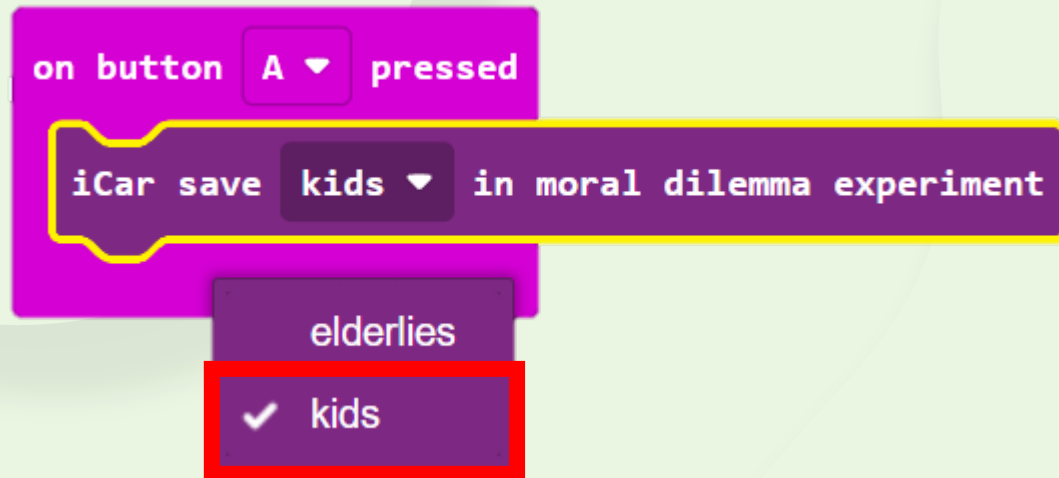 on button A pressed
iCar save kids in moral dilemma experiment
elderlies
kids